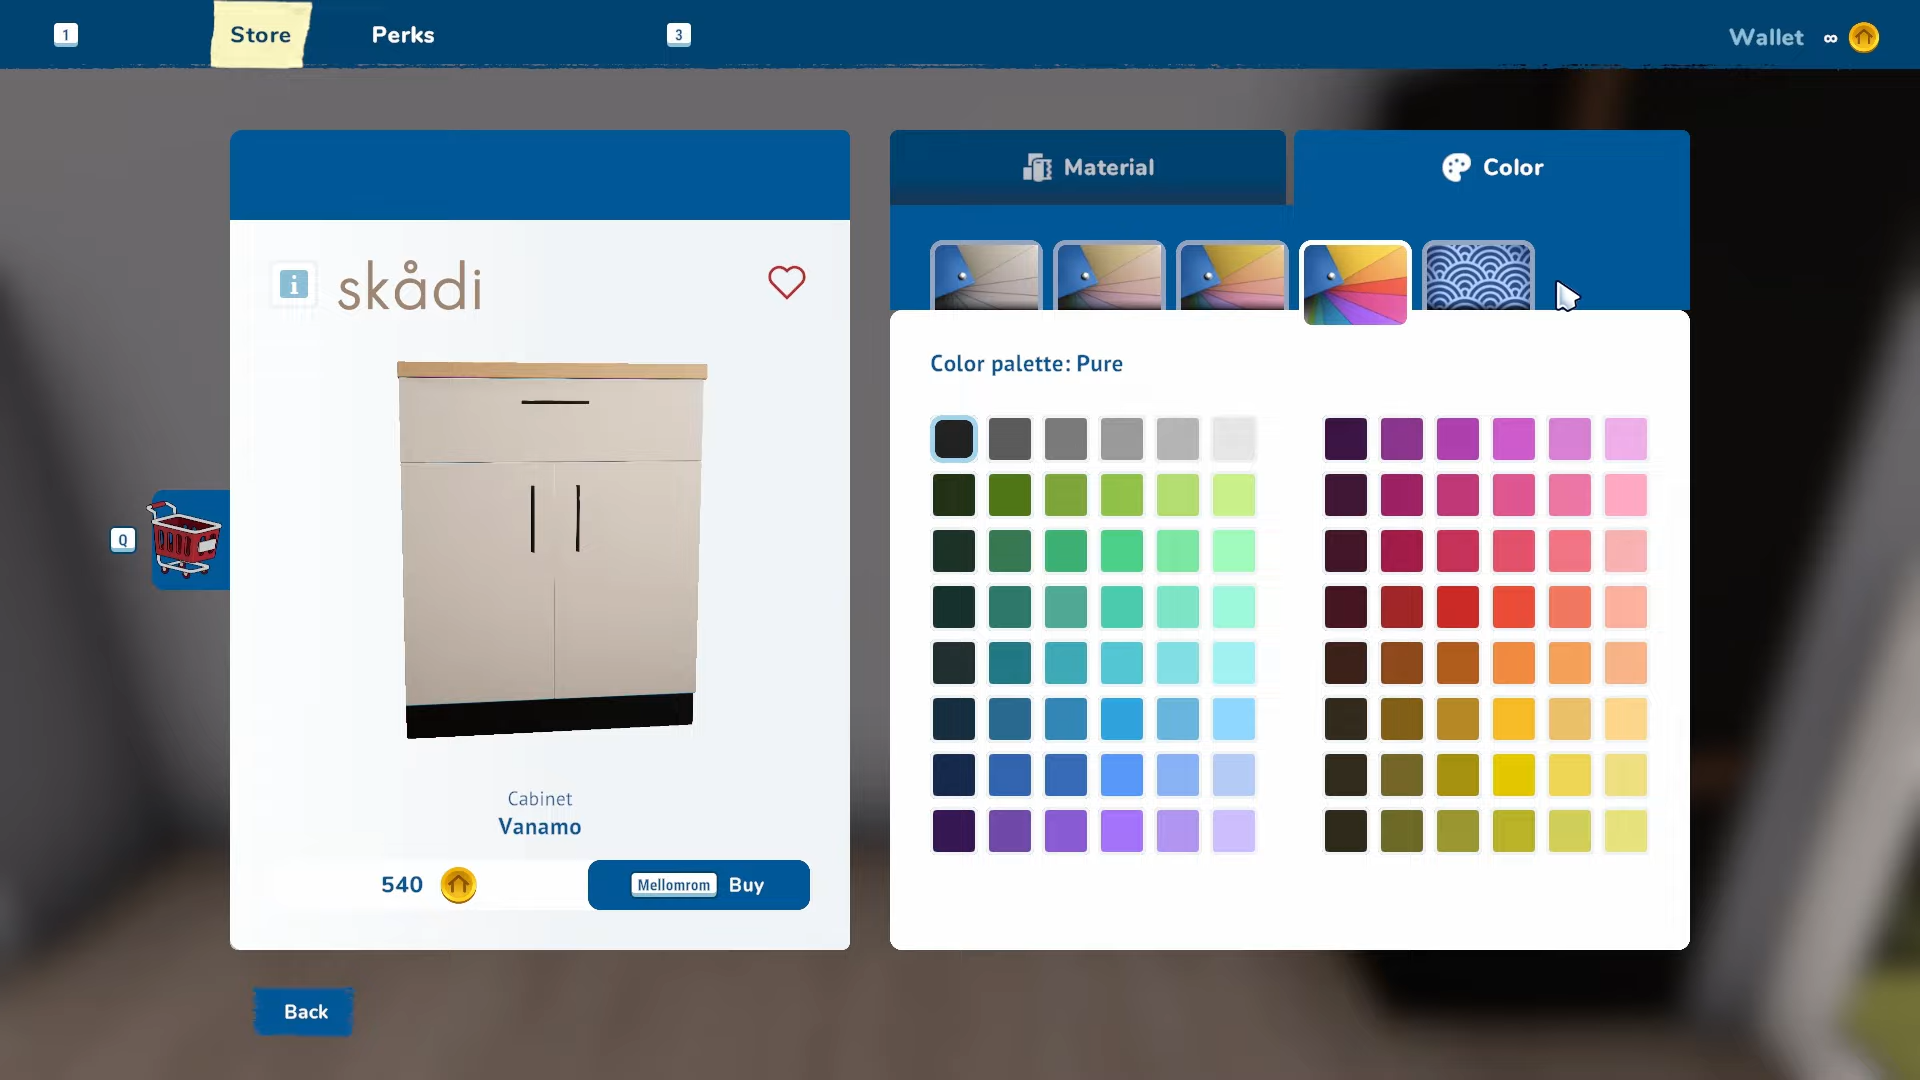 1
Store
Perks
3
Wallet ∞
Material
Color
i
skådi
Color palette: Pure
Q
Cabinet
Vanamo
540
Mellomrom Buy
Back